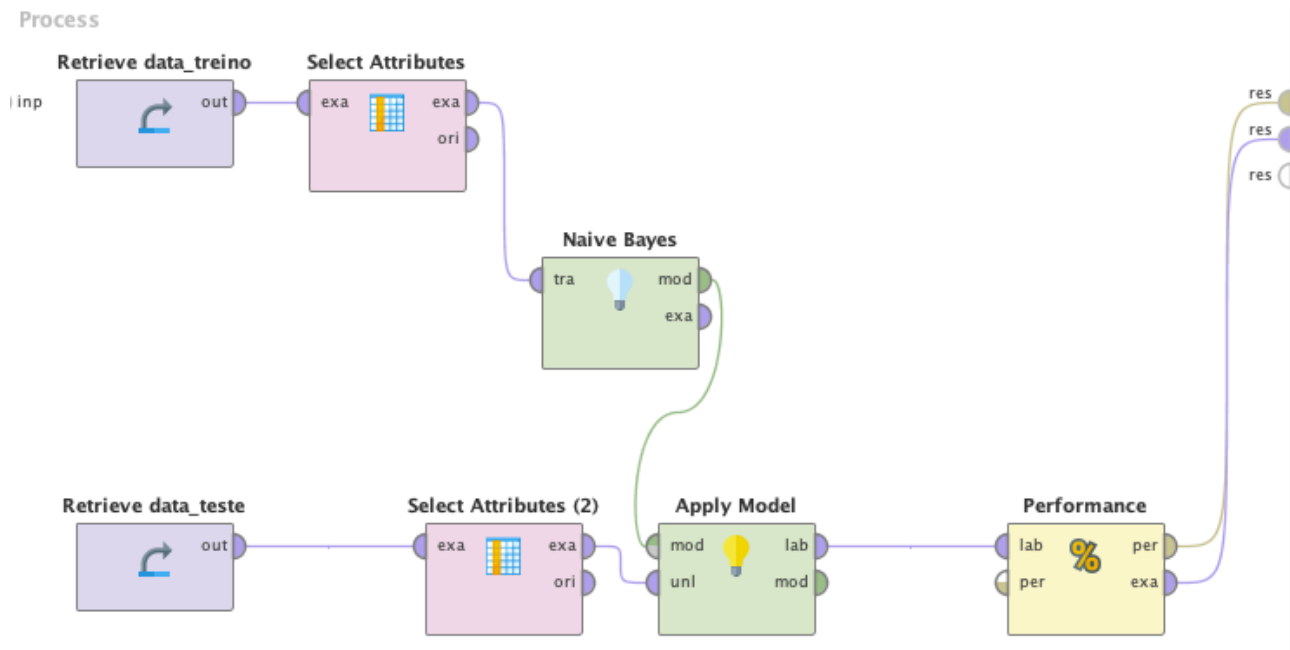 Process
Retrieve data_treino
Select Attributes
inp
out
exa
exa
ori
res
res
res
Naive Bayes
tra
mod
exa
Retrieve data_teste
Select Attributes (2)
Apply Model
Performance
out
exa
exa
ori
mod
lab
unl
mod
lab
per
%
per
exa